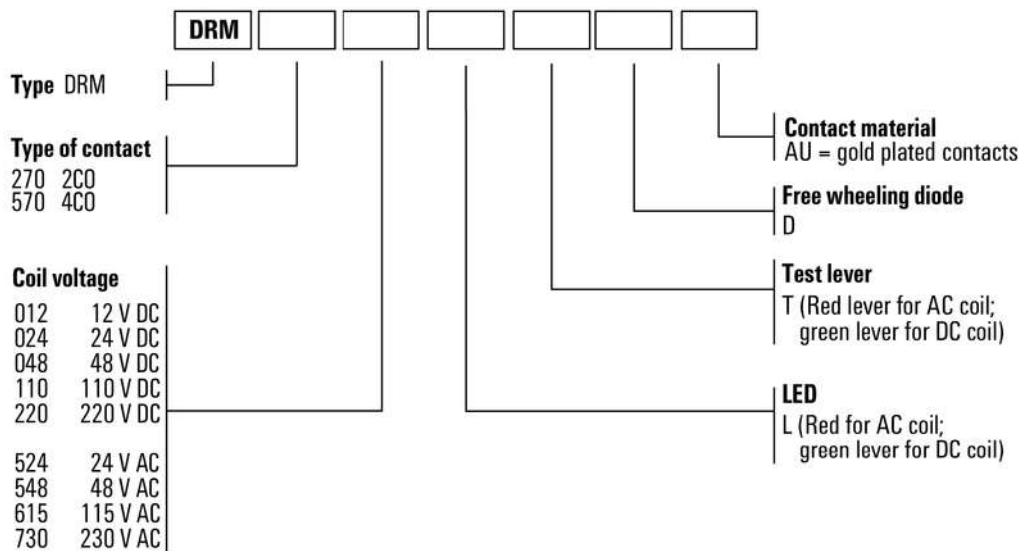 DRM
Type DRM
Type of contact
270 2CO
570 4CO
Coil voltage
012 12 V DC
024 24 V DC
048 48 V DC
110 110 V DC
220 220 V DC
524 24 V AC
548 48 V AC
615 115 V AC
730 230 V AC
Contact material
AU = gold plated contacts
Free wheeling diode
D
Test lever
T (Red lever for AC coil;
green lever for DC coil)
LED
L (Red for AC coil;
green lever for DC coil)